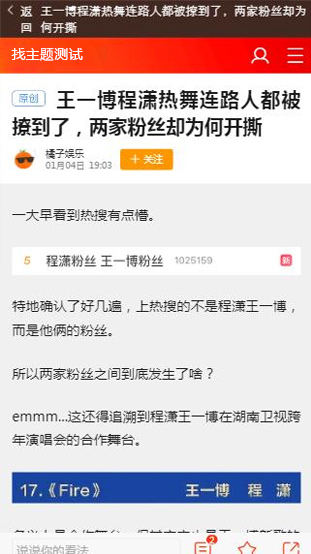 返回
王一博程潇热舞连路人都被撩到了，两家粉丝却为何开撕
找主题测试
原创 王一博程潇热舞连路人都被
撩到了，两家粉丝却为何开撕
橘子娱乐
01月04日 19:03
+ 关注
一大早看到热搜有点懵。
5 程潇粉丝 王一博粉丝 1025159 新
特地确认了好几遍，上热搜的不是程潇王一博，
而是他俩的粉丝。
所以两家粉丝之间到底发生了啥？
emmm...这还得追溯到程潇王一博在湖南卫视跨
年演唱会的合作舞台。
17.《Fire》 王一博 程 潇
说说你的看法
2